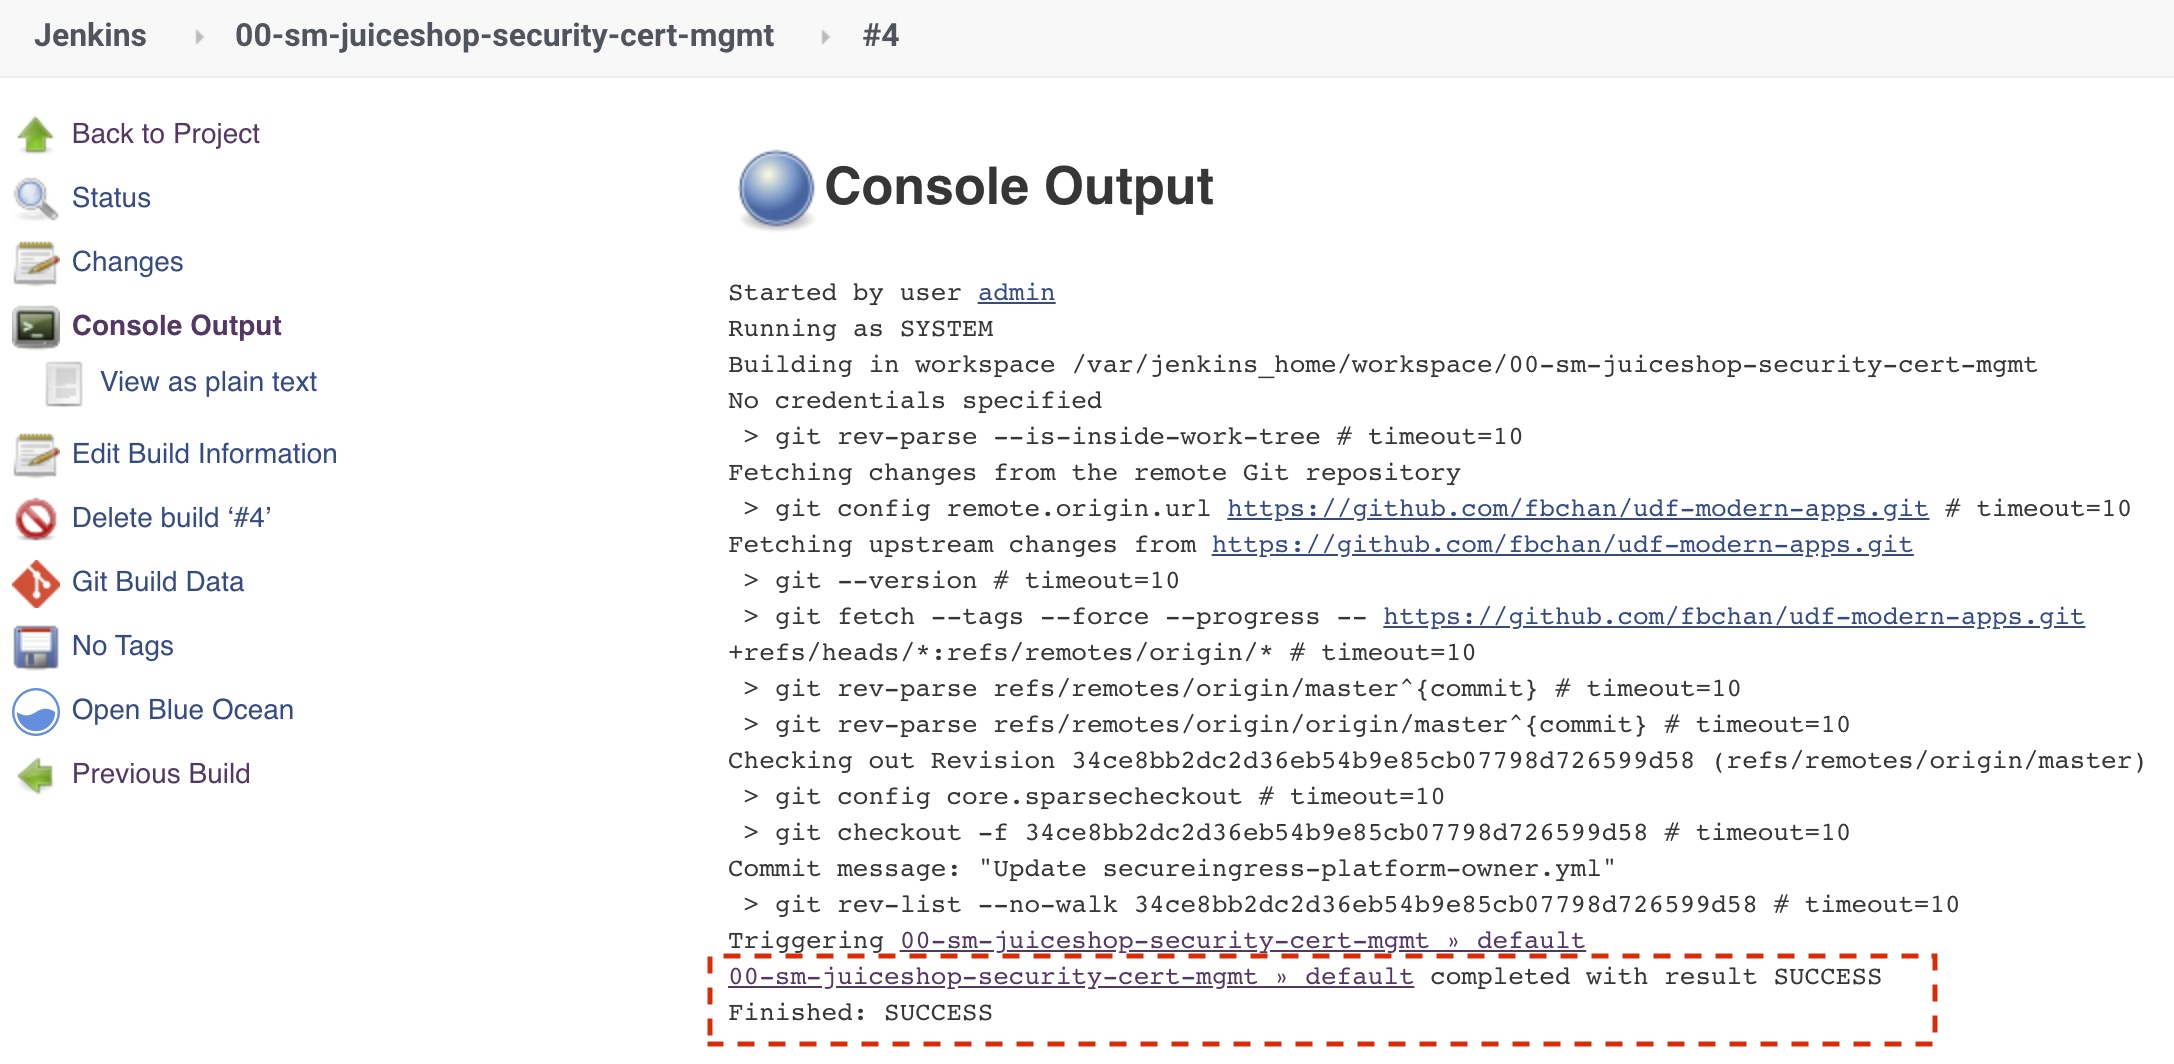 Jenkins 00-sm-juiceshop-security-cert-mgmt #4
Back to Project
Status
Changes
Console Output
View as plain text
Edit Build Information
Delete build ‘#4’
Git Build Data
No Tags
Open Blue Ocean
Previous Build
Console Output
Started by user admin
Running as SYSTEM
Building in workspace /var/jenkins_home/workspace/00-sm-juiceshop-security-cert-mgmt
No credentials specified
> git rev-parse --is-inside-work-tree # timeout=10
Fetching changes from the remote Git repository
> git config remote.origin.url https://github.com/fbchan/udf-modern-apps.git # timeout=10
Fetching upstream changes from https://github.com/fbchan/udf-modern-apps.git
> git --version # timeout=10
> git fetch --tags --force --progress -- https://github.com/fbchan/udf-modern-apps.git
+refs/heads/*:refs/remotes/origin/* # timeout=10
> git rev-parse refs/remotes/origin/master^{commit} # timeout=10
> git rev-parse refs/remotes/origin/origin/master^{commit} # timeout=10
Checking out Revision 34ce8bb2dc2d36eb54b9e85cb07798d726599d58 (refs/remotes/origin/master)
> git config core.sparsecheckout # timeout=10
> git checkout -f 34ce8bb2dc2d36eb54b9e85cb07798d726599d58 # timeout=10
Commit message: "Update secureingress-platform-owner.yml"
> git rev-list --no-walk 34ce8bb2dc2d36eb54b9e85cb07798d726599d58 # timeout=10
Triggering 00-sm-juiceshop-security-cert-mgmt » default
00-sm-juiceshop-security-cert-mgmt » default completed with result SUCCESS
Finished: SUCCESS